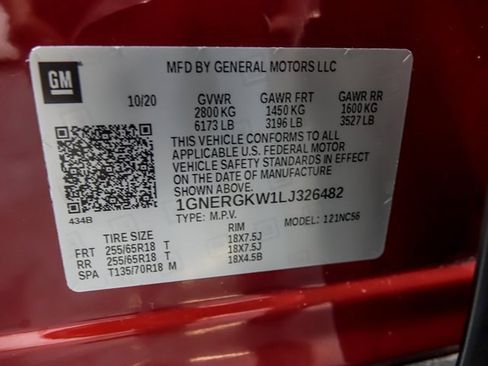 GM
MFD BY GENERAL MOTORS LLC
10/20 GVWR GAWR FRT GAWR RR
2800 KG 1450 KG 1600 KG
6173 LB 3196 LB 3527 LB
THIS VEHICLE CONFORMS TO ALL
APPLICABLE U.S. FEDERAL MOTOR
VEHICLE SAFETY STANDARDS IN EFFECT
ON THE DATE OF MANUFACTURE
SHOWN ABOVE.
1GNERGKW1LJ326482
434B TYPE: M.P.V. MODEL: 121NC56
TIRE SIZE RIM
FRT 255/65R18 T 18X7.5J
RR 255/65R18 T 18X7.5J
SPA T135/70R18 M 18X4.5B